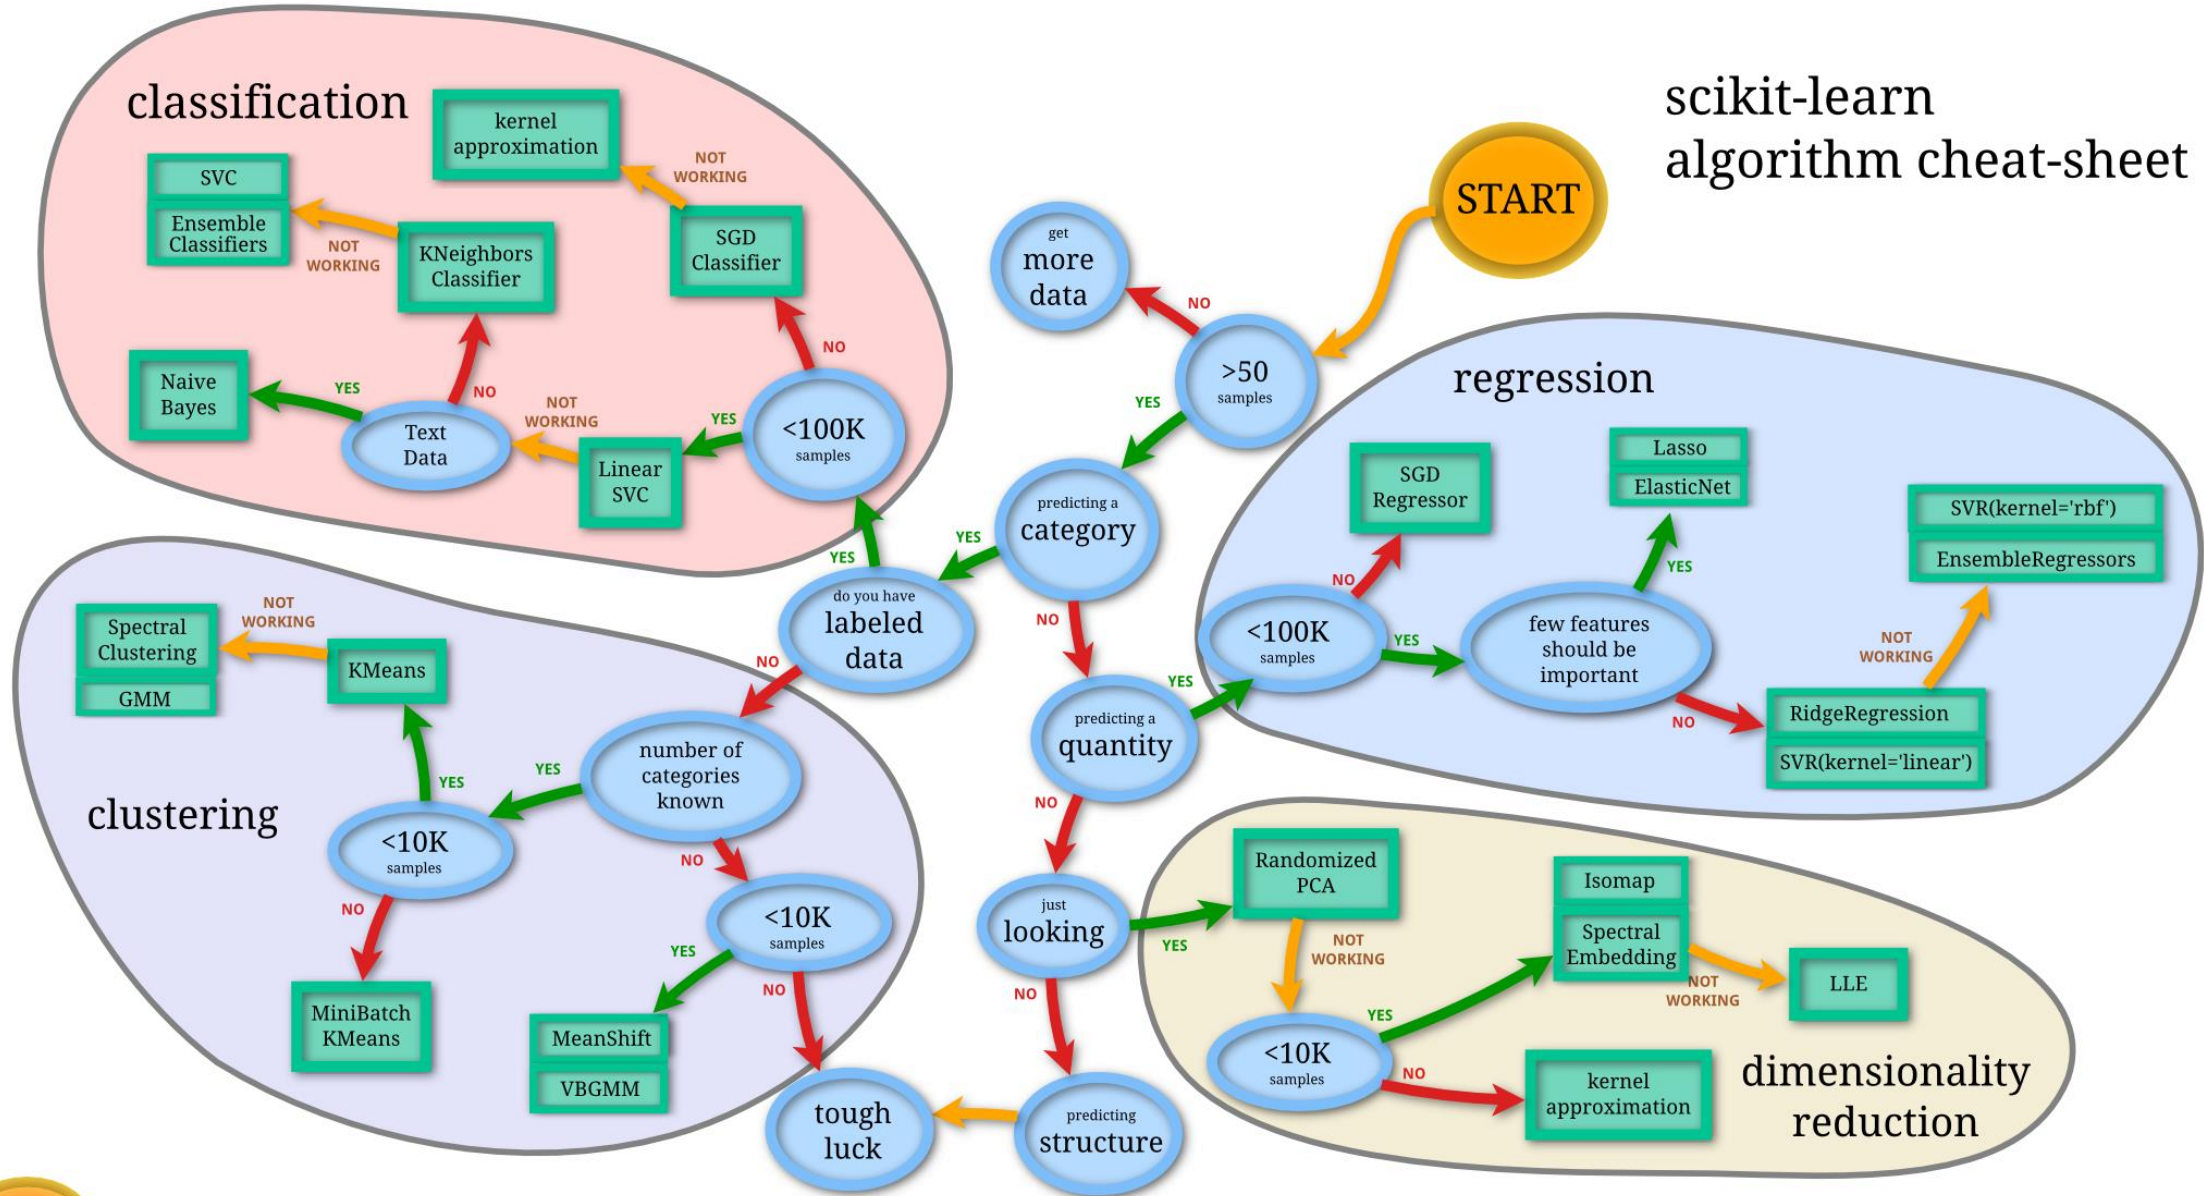 scikit-learn
algorithm cheat-sheet
START
>50
samples
NO
get
more
data
YES
predicting a
category
YES
do you have
labeled
data
YES
NO
NO
predicting a
quantity
YES
NO
just
looking
YES
NO
predicting
structure
tough
luck
classification
<100K
samples
NO
SGD
Classifier
NOT
WORKING
kernel
approximation
YES
Linear
SVC
NOT
WORKING
Text
Data
YES
Naive
Bayes
NO
KNeighbors
Classifier
NOT
WORKING
SVC
Ensemble
Classifiers
clustering
number of
categories
known
YES
<10K
samples
YES
KMeans
NOT
WORKING
Spectral
Clustering
GMM
NO
MiniBatch
KMeans
NO
<10K
samples
YES
MeanShift
VBGMM
NO
regression
<100K
samples
NO
SGD
Regressor
YES
few features
should be
important
YES
Lasso
ElasticNet
NO
RidgeRegression
SVR(kernel='linear')
NOT
WORKING
SVR(kernel='rbf')
EnsembleRegressors
dimensionality
reduction
Randomized
PCA
NOT
WORKING
<10K
samples
YES
Isomap
Spectral
Embedding
NOT
WORKING
LLE
NO
kernel
approximation